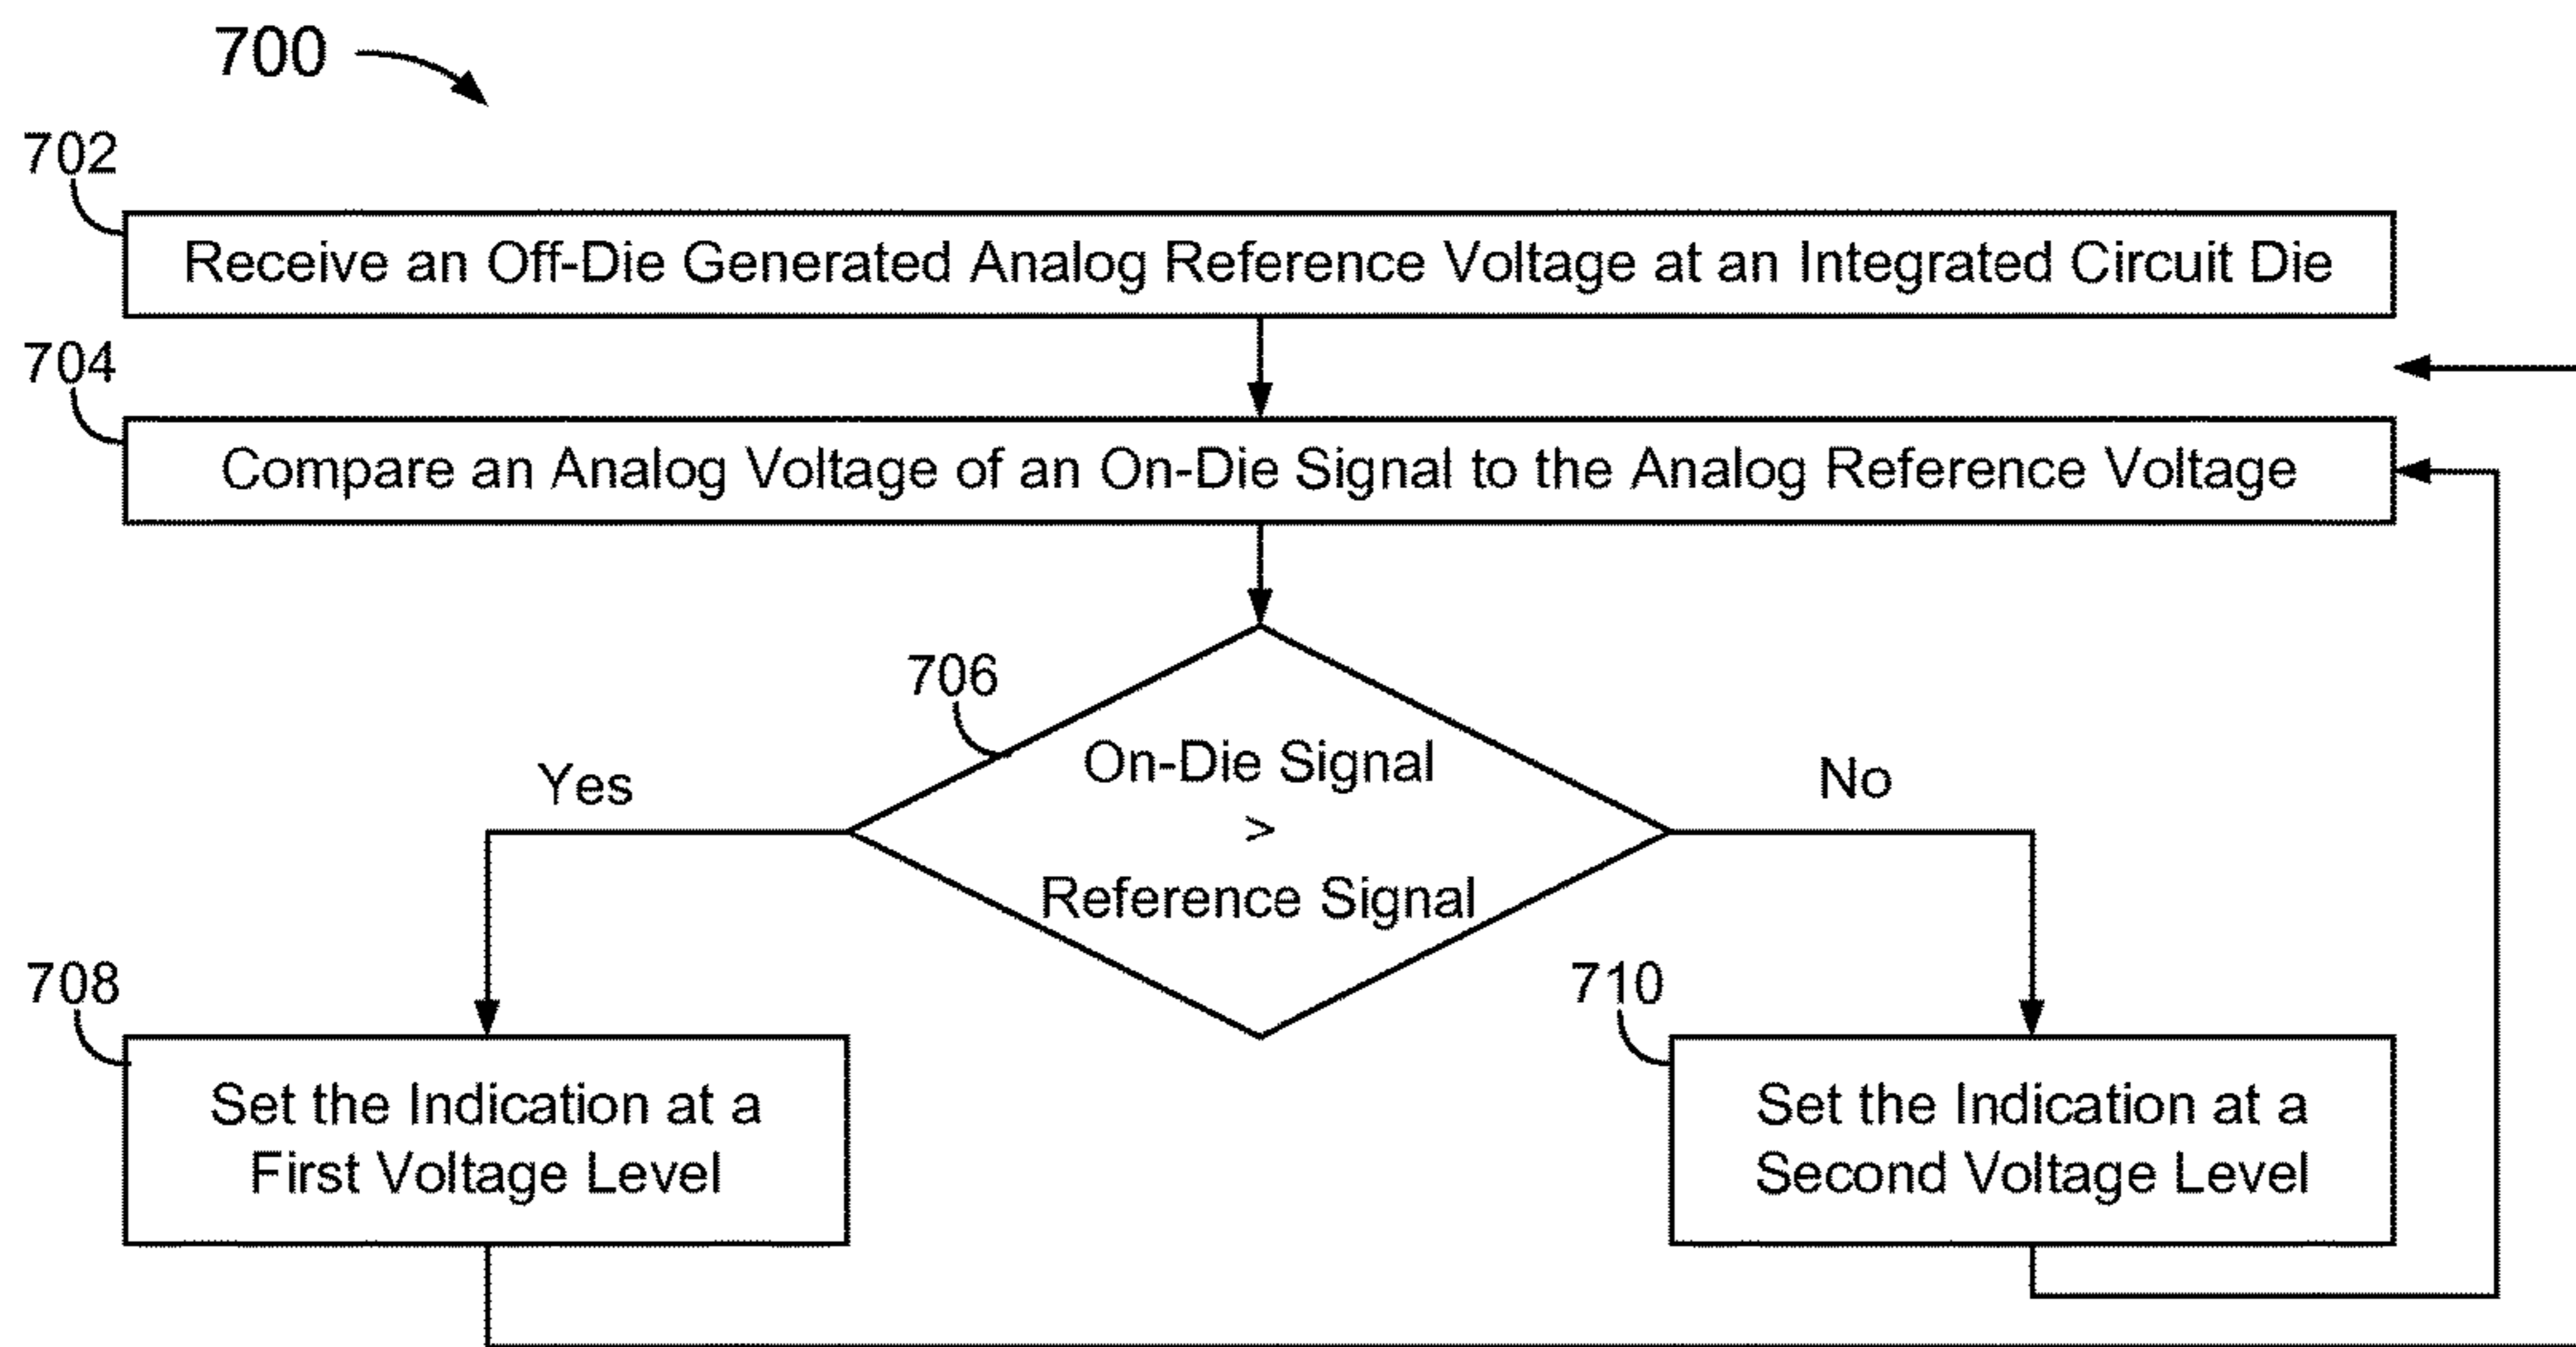 700
702
Receive an Off-Die Generated Analog Reference Voltage at an Integrated Circuit Die
704
Compare an Analog Voltage of an On-Die Signal to the Analog Reference Voltage
706
On-Die Signal
>
Reference Signal
Yes
No
708
Set the Indication at a
First Voltage Level
710
Set the Indication at a
Second Voltage Level